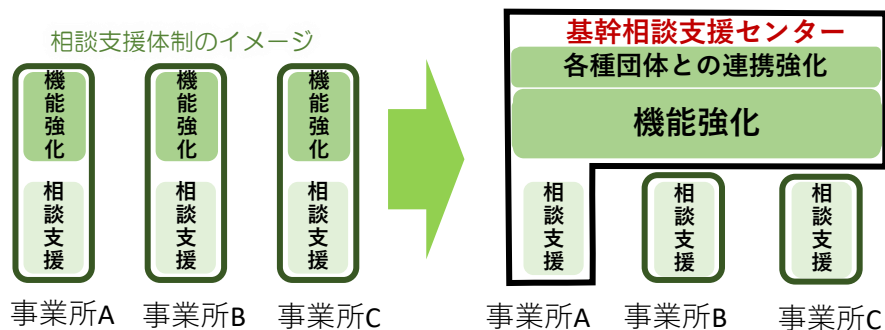 相談支援体制のイメージ
機能強化
機能強化
機能強化
相談支援
相談支援
相談支援
事業所A
事業所B
事業所C
基幹相談支援センター
各種団体との連携強化
機能強化
相談支援
相談支援
相談支援
事業所A
事業所B
事業所C